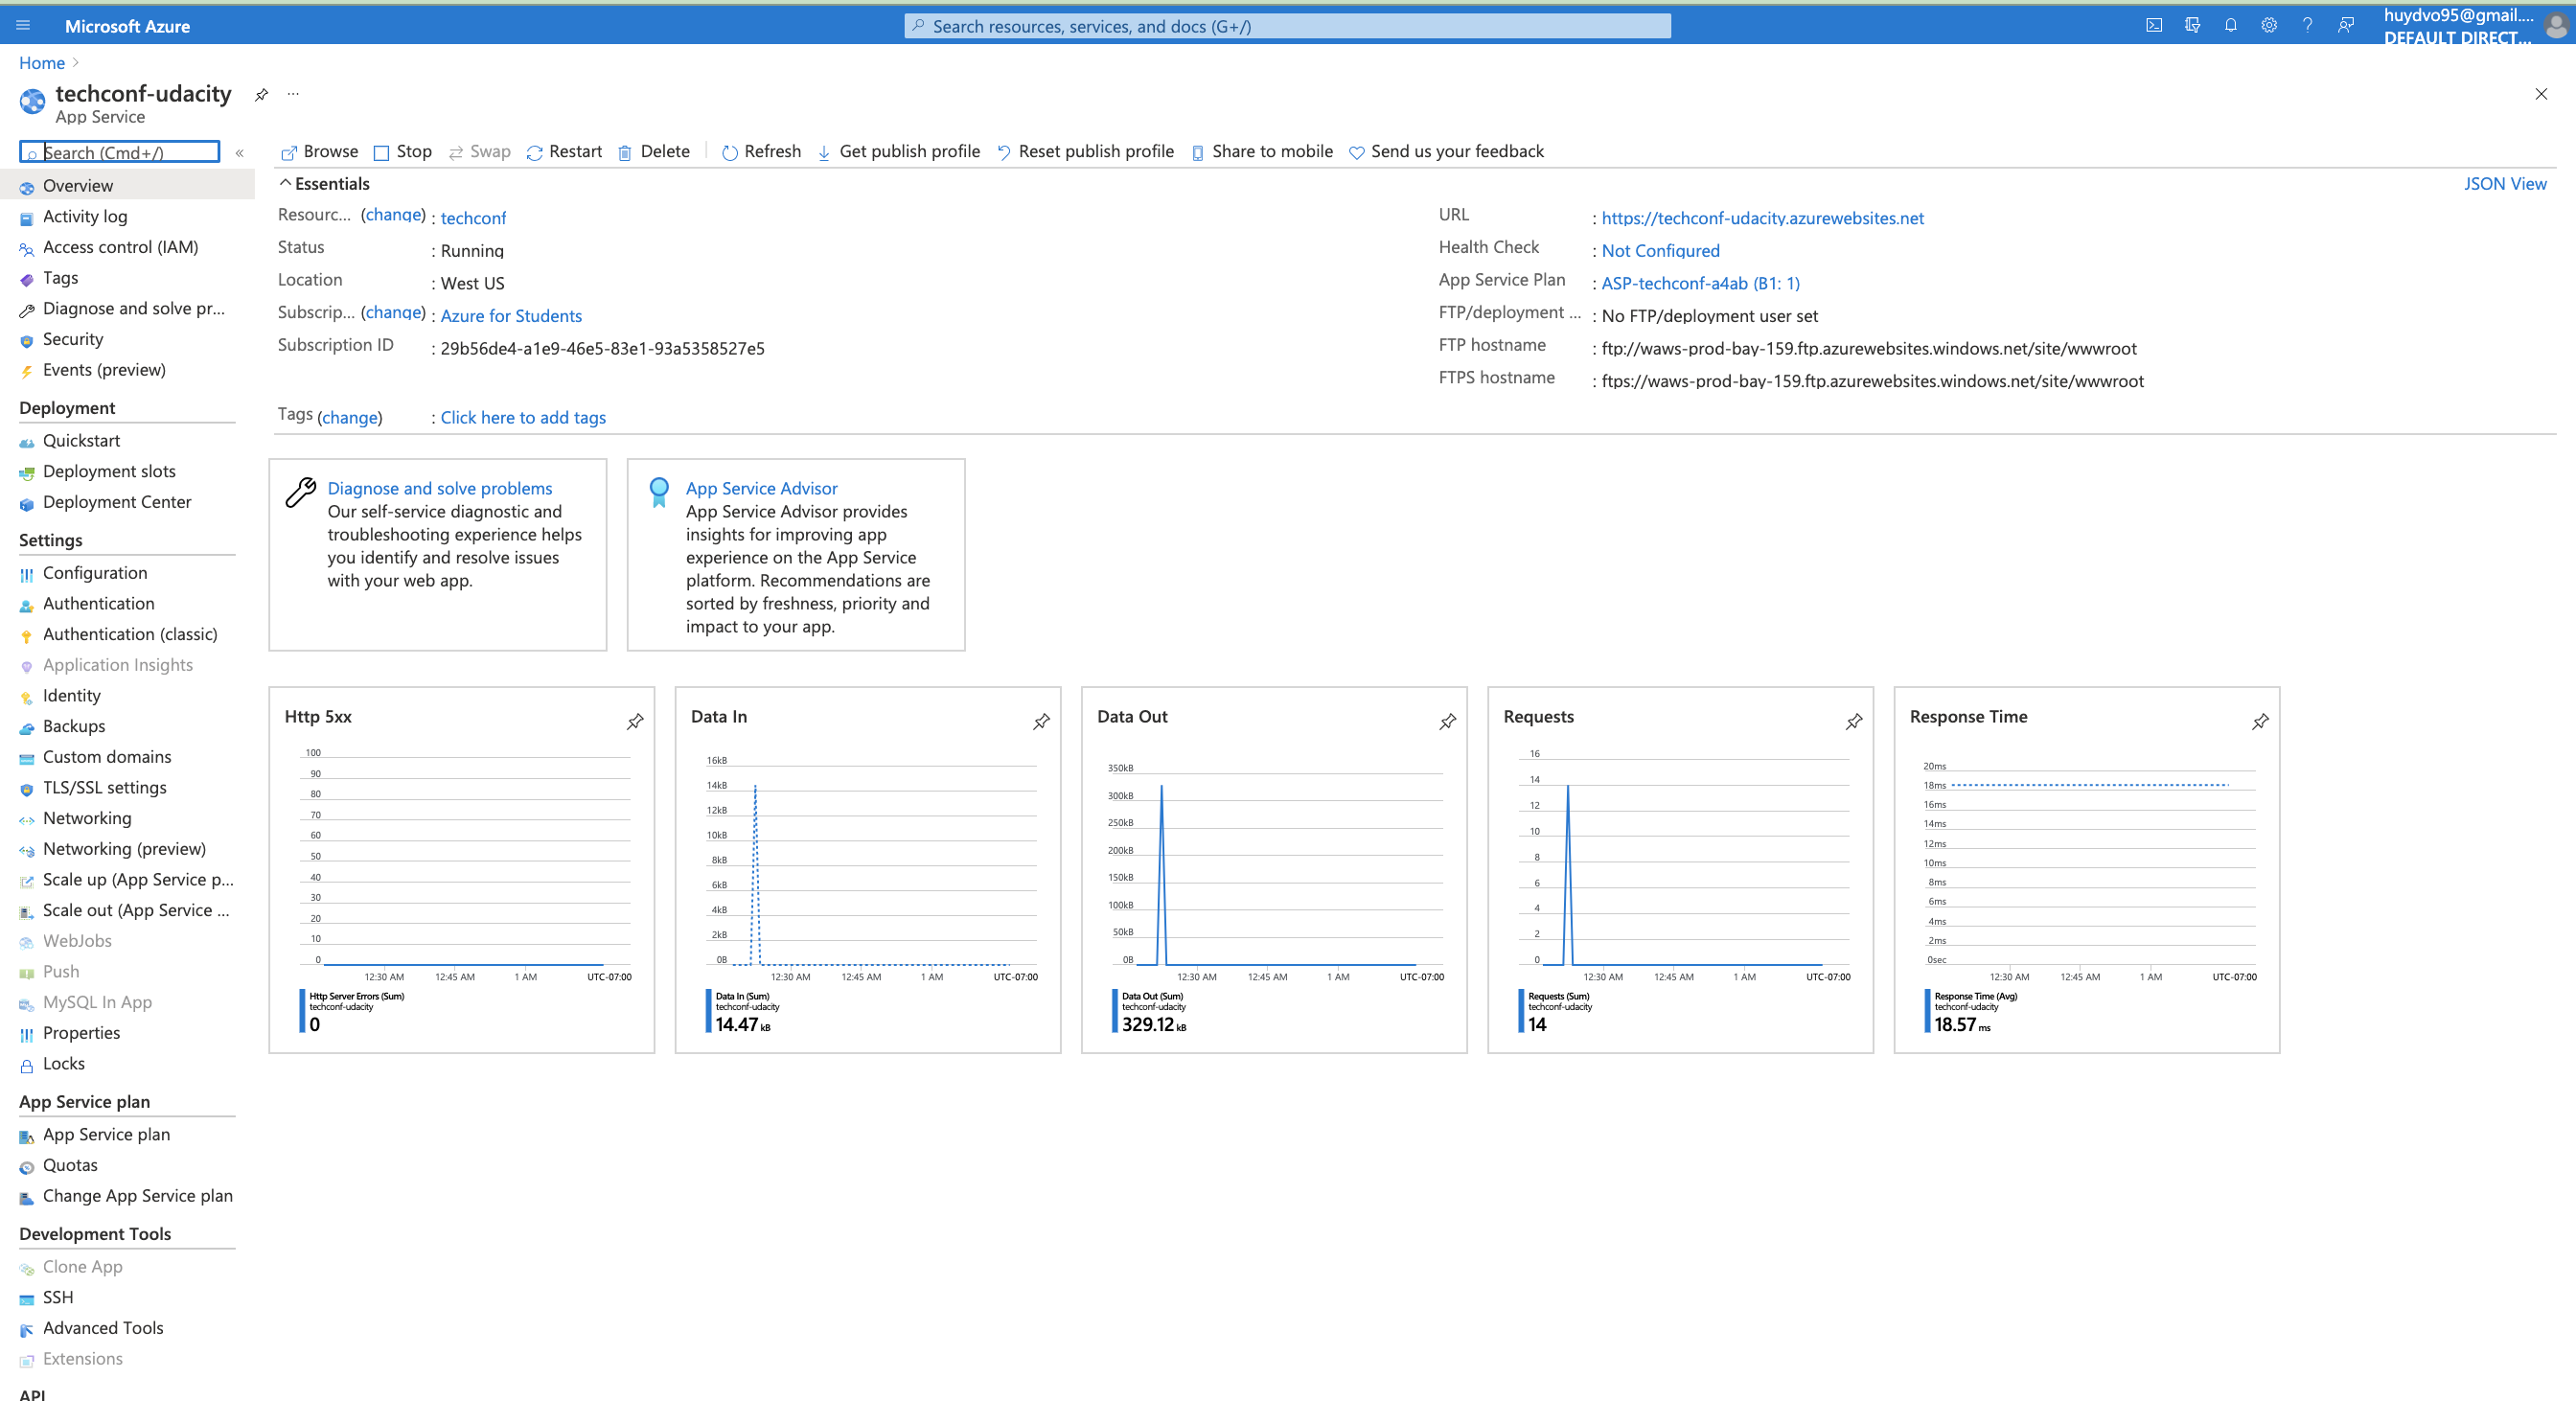 Microsoft Azure
Search resources, services, and docs (G+/)
huydvo95@gmail....
DEFAULT DIRECT...
Home
techconf-udacity
...
App Service
Search (Cmd+/)
«
Browse
Stop
Swap
Restart
Delete
Refresh
Get publish profile
Reset publish profile
Share to mobile
Send us your feedback
Overview
Activity log
Access control (IAM)
Tags
Diagnose and solve pr...
Security
Events (preview)
Deployment
Quickstart
Deployment slots
Deployment Center
Settings
Configuration
Authentication
Authentication (classic)
Application Insights
Identity
Backups
Custom domains
TLS/SSL settings
Networking
Networking (preview)
Scale up (App Service p...
Scale out (App Service ...
WebJobs
Push
MySQL In App
Properties
Locks
App Service plan
App Service plan
Quotas
Change App Service plan
Development Tools
Clone App
SSH
Advanced Tools
Extensions
API
Essentials
JSON View
Resourc... (change) : techconf
Status : Running
Location : West US
Subscrip... (change) : Azure for Students
Subscription ID : 29b56de4-a1e9-46e5-83e1-93a5358527e5
URL : https://techconf-udacity.azurewebsites.net
Health Check : Not Configured
App Service Plan : ASP-techconf-a4ab (B1: 1)
FTP/deployment ... : No FTP/deployment user set
FTP hostname : ftp://waws-prod-bay-159.ftp.azurewebsites.windows.net/site/wwwroot
FTPS hostname : ftps://waws-prod-bay-159.ftp.azurewebsites.windows.net/site/wwwroot
Tags (change) : Click here to add tags
Diagnose and solve problems
Our self-service diagnostic and
troubleshooting experience helps
you identify and resolve issues
with your web app.
App Service Advisor
App Service Advisor provides
insights for improving app
experience on the App Service
platform. Recommendations are
sorted by freshness, priority and
impact to your app.
Http 5xx
100
90
80
70
60
50
40
30
20
10
0
12:30 AM 12:45 AM 1 AM UTC-07:00
Http Server Errors (Sum)
techconf-udacity
0
Data In
16kB
14kB
12kB
10kB
8kB
6kB
4kB
2kB
0B
12:30 AM 12:45 AM 1 AM UTC-07:00
Data In (Sum)
techconf-udacity
14.47 kB
Data Out
350kB
300kB
250kB
200kB
150kB
100kB
50kB
0B
12:30 AM 12:45 AM 1 AM UTC-07:00
Data Out (Sum)
techconf-udacity
329.12 kB
Requests
16
14
12
10
8
6
4
2
0
12:30 AM 12:45 AM 1 AM UTC-07:00
Requests (Sum)
techconf-udacity
14
Response Time
20ms
18ms
16ms
14ms
12ms
10ms
8ms
6ms
4ms
2ms
0sec
12:30 AM 12:45 AM 1 AM UTC-07:00
Response Time (Avg)
techconf-udacity
18.57 ms